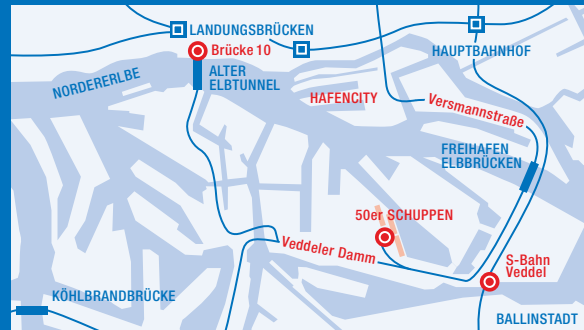 LANDUNGSBRÜCKEN
Brücke 10
HAUPTBAHNHOF
NORDERERLBE
ALTER
ELBTUNNEL
HAFENCITY
Versmannstraße
FREIHAFEN
ELBBRÜCKEN
50er SCHUPPEN
Veddeler Damm
S-Bahn
Veddel
KÖHLBRANDBRÜCKE
BALLINSTADT